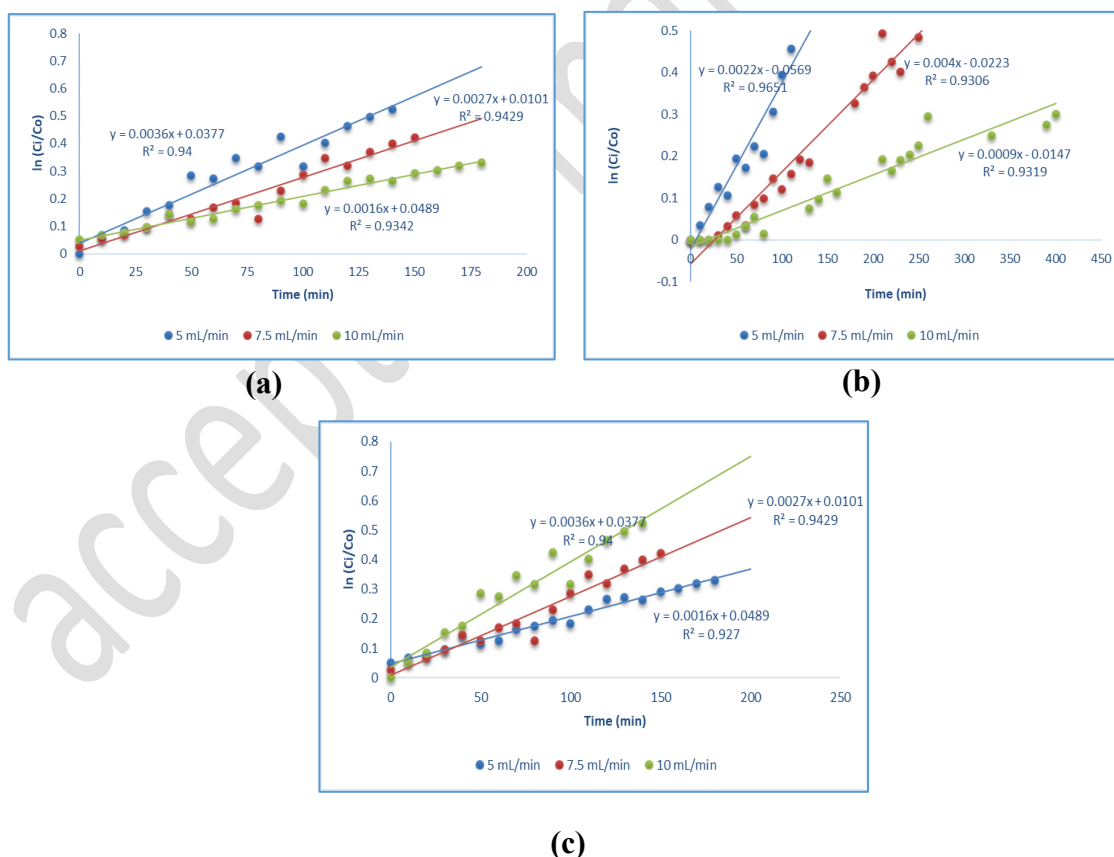 0.8
0.7
0.6
0.5
0.4
0.3
0.2
0.1
0
ln (Ci/Co)
y = 0.0036x + 0.0377
R² = 0.94
y = 0.0027x + 0.0101
R² = 0.9429
y = 0.0016x + 0.0489
R² = 0.9342
0 25 50 75 100 125 150 175 200
Time (min)
5 mL/min 7.5 mL/min 10 mL/min
(a)
0.5
0.4
0.3
0.2
0.1
0
-0.1
ln (Ci/Co)
y = 0.0022x - 0.0569
R² = 0.9651
y = 0.004x - 0.0223
R² = 0.9306
y = 0.0009x - 0.0147
R² = 0.9319
0 50 100 150 200 250 300 350 400 450
Time (min)
5 mL/min 7.5 mL/min 10 mL/min
(b)
0.8
0.7
0.6
0.5
0.4
0.3
0.2
0.1
0
ln (Ci/Co)
y = 0.0036x + 0.0377
R² = 0.94
y = 0.0027x + 0.0101
R² = 0.9429
y = 0.0016x + 0.0489
R² = 0.927
0 50 100 150 200 250
Time (min)
5 mL/min 7.5 mL/min 10 mL/min
(c)
accep